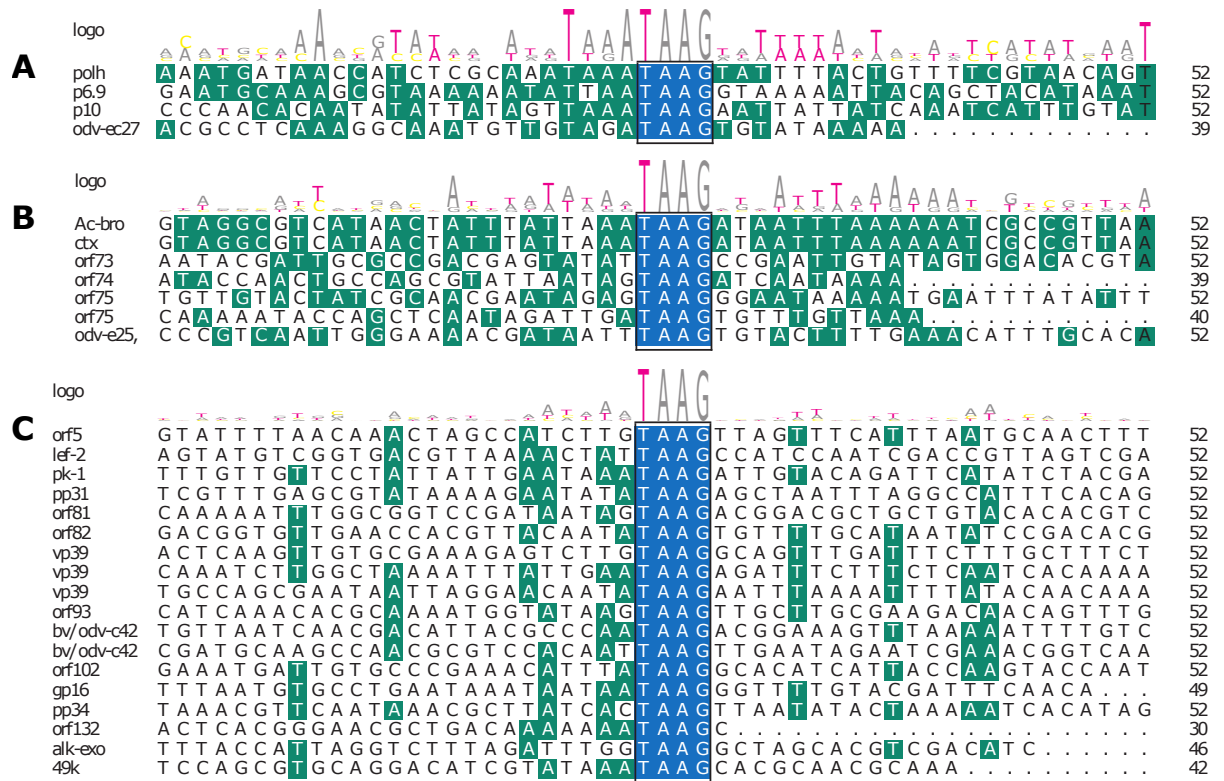 A
logo
polh AAATGATAACCATCTCGCAAATAAATAAGTATTTTACTGTTTTCGTAACAGT 52
p6.9 GAATGCAAAGCGTAAAAAATATTAATAAGGTAAAAATTACAGCTACATAAAT 52
p10 CCCAACACAATATATTATAGTTAAATAAGAATTATTATCAAATCATTTGTAT 52
odv-ec27 ACGCCTCAAAGGCAAATGTTGTAGATAAGTGTATAAAAA............. 39
B
logo
Ac-bro GTAGGCGTCATAACTATTTATTAAATAAGATAATTTAAAAAATCGCCGTTAA 52
ctx GTAGGCGTCATAACTATTTATTAAATAAGATAATTTAAAAAATCGCCGTTAA 52
orf73 AATACGATTGCGCCGACGAGTATATTAAGCCGAATTGTATAGTGGACACGTA 52
orf74 ATACCAACTGCCAGCGTATTAATAGTAAGATCAATAAAA............. 39
orf75 TGTTGTACTATCGCAACGAATAGAGTAAGGGAATAAAAATGAATTTATATTT 52
orf75 CAAAAATACCAGCTCAATAGATTGATAAGTGTTTGTTAAA............ 40
odv-e25, CCCGTCAATTGGGAAAACGATAATTTAAGTGTACTTTTGAAACATTTGCACA 52
C
logo
orf5 GTATTTTAACAAACTAGCCATCTTGTAAGTTAGTTTCATTTAATGCAACTTT 52
lef-2 AGTATGTCGGTGACGTTAAAACTATTAAGCCATCCAATCGACCGTTAGTCGA 52
pk-1 TTTGTTGTTCCTATTATTGAATAAATAAGATTGTACAGATTCATATCTACGA 52
pp31 TCGTTTGAGCGTATAAAAGAATATATAAGAGCTAATTTAGGCCATTTCACAG 52
orf81 CAAAAATTTGGCGGTCCGATAATAGTAAGACGGACGCTGCTGTACACACGTC 52
orf82 GACGGTGTTGAACCACGTTACAATATAAGTGTTTTGCATAATATCCGACACG 52
vp39 ACTCAAGTTGTGCGAAAGAGTCTTGTAAGGCAGTTTGATTTCTTTGCTTTCT 52
vp39 CAAATCTTGGCTAAAATTTATTGAATAAGAGATTTCTTTCTCAATCACAAAA 52
vp39 TGCCAGCGAATAATTAGGAACAATATAAGAATTTAAAATTTTATACAACAAA 52
orf93 CATCAAACACGCAAAATGGTATAAGTAAGTTGCTTGCGAAGACAACAGTTTG 52
bv/odv-c42 TGTTAATCAACGACATTACGCCCAATAAGACGGAAAGTTTAAAAATTTTGTC 52
bv/odv-c42 CGATGCAAGCCAACGCGTCCACAATTAAGTTGAATAGAATCGAAACGGTCAA 52
orf102 GAAATGATTGTGCCCGAAACATTTATAAGGCACATCATTACCAAGTACCAAT 52
gp16 TTTAATGTGCCTGAATAAATAATAATAAGGGTTTTGTACGATTTCAACA... 49
pp34 TAAACGTTCAATAAACGCTTATCACTAAGTTAATATACTAAAAATCACATAG 52
orf132 ACTCACGGGAACGCTGACAAAAAAATAAGC...................... 30
alk-exo TTTACCATTAGGTCTTTAGATTTGGTAAGGCTAGCACGTCGACATC...... 46
49k TCCAGCGTGCAGGACATCGTATAAATAAGCACGCAACGCAAA.......... 42